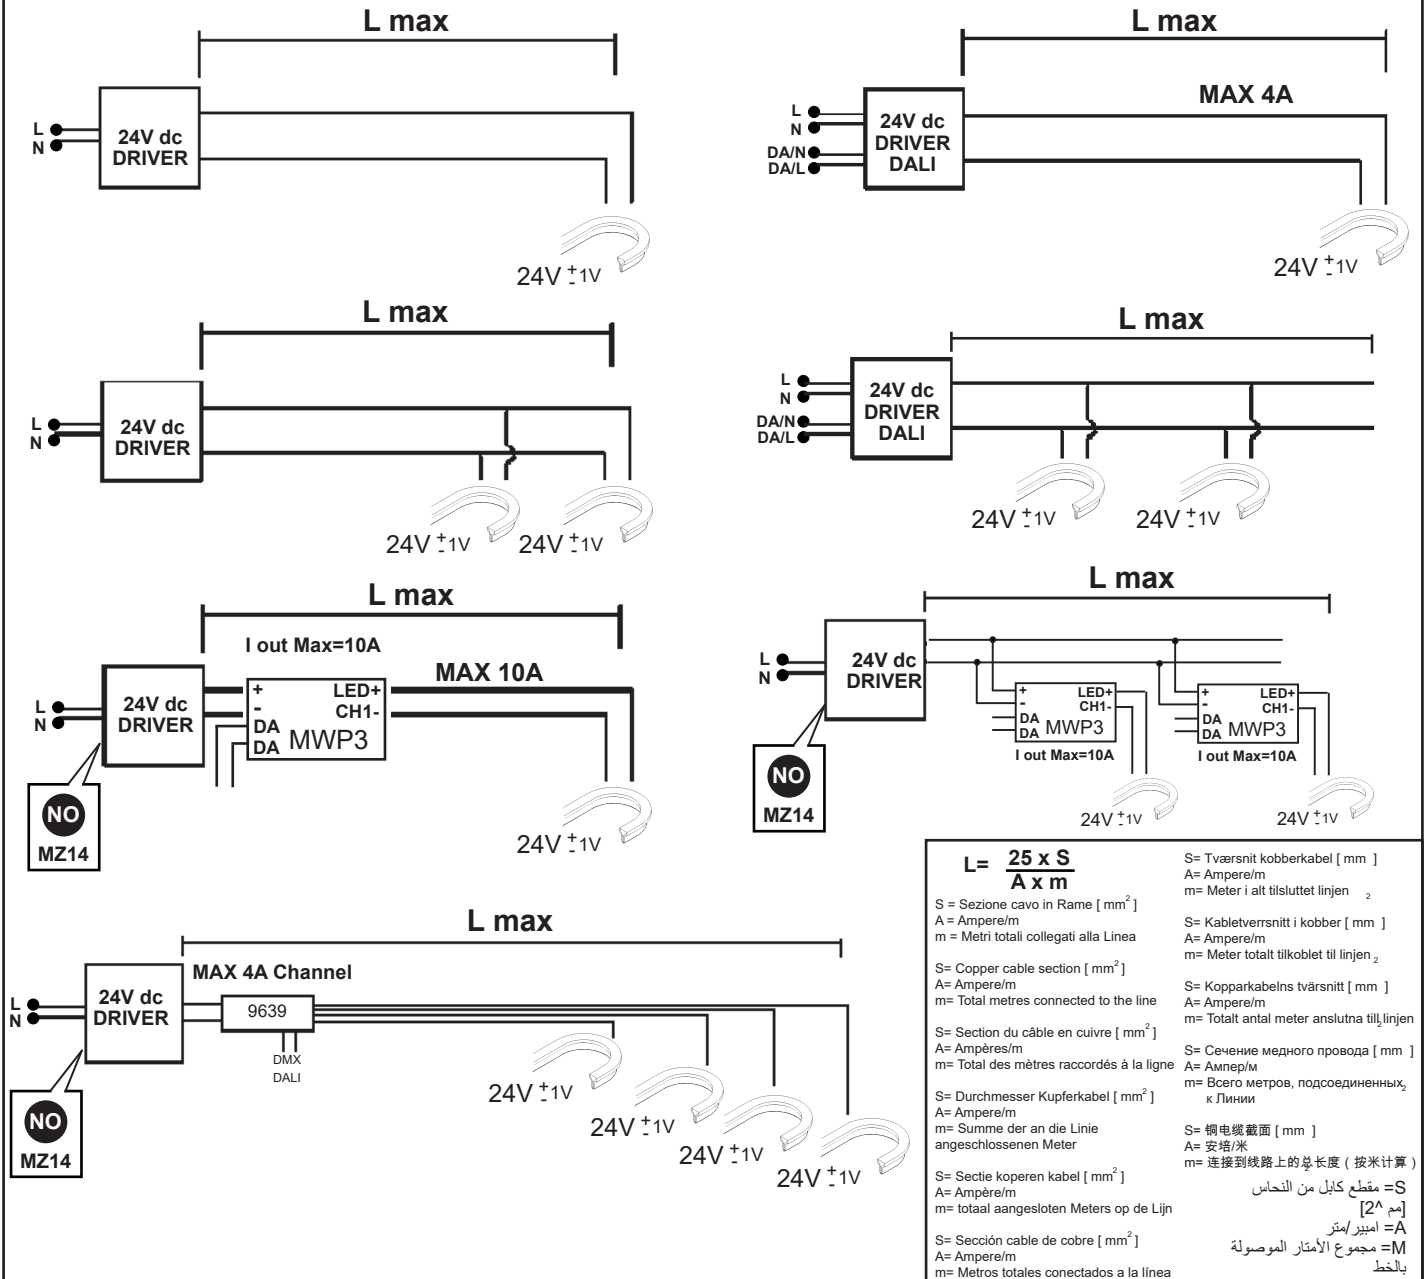 L max
L
N
24V dc
DRIVER
24V +-1V
L max
MAX 4A
L
N
DA/N
DA/L
24V dc
DRIVER
DALI
24V +-1V
L max
L
N
24V dc
DRIVER
24V +-1V
24V +-1V
L max
L
N
DA/N
DA/L
24V dc
DRIVER
DALI
24V +-1V
24V +-1V
L max
I out Max=10A
MAX 10A
L
N
24V dc
DRIVER
+
-
DA
DA
LED+
CH1-
MWP3
NO
MZ14
24V +-1V
L max
L
N
24V dc
DRIVER
+
-
DA
DA
LED+
CH1-
MWP3
I out Max=10A
+
-
DA
DA
LED+
CH1-
MWP3
I out Max=10A
NO
MZ14
24V +-1V
24V +-1V
L max
MAX 4A Channel
L
N
24V dc
DRIVER
9639
DMX
DALI
NO
MZ14
24V +-1V
24V +-1V
24V +-1V
24V +-1V
L= 25 x S
A x m
S = Sezione cavo in Rame [ mm2 ]
A = Ampere/m
m = Metri totali collegati alla Linea
S= Copper cable section [ mm2 ]
A= Ampere/m
m= Total metres connected to the line
S= Section du câble en cuivre [ mm2 ]
A= Ampères/m
m= Total des mètres raccordés à la ligne
S= Durchmesser Kupferkabel [ mm2 ]
A= Ampere/m
m= Summe der an die Linie
angeschlossenen Meter
S= Sectie koperen kabel [ mm2 ]
A= Ampère/m
m= totaal aangesloten Meters op de Lijn
S= Sección cable de cobre [ mm2 ]
A= Ampere/m
m= Metros totales conectados a la línea
S= Tværsnit kobberkabel [ mm ]
A= Ampere/m
m= Meter i alt tilsluttet linjen 2
S= Kabletverrsnitt i kobber [ mm ]
A= Ampere/m
m= Meter totalt tilkoblet til linjen 2
S= Kopparkabelns tvärsnitt [ mm ]
A= Ampere/m
m= Totalt antal meter anslutna till 2 linjen
S= Сечение медного провода [ mm ]
A= Ампер/м
m= Всего метров, подсоединенных 2
к Линии
S= 铜电缆截面 [ mm ]
A= 安培/米
m= 连接到线路上的总长度 ( 按米计算 )
2
S= مقطع كابل من النحاس
[مم ^2]
A= امبير/متر
M= مجموع الأمتار الموصولة
بالخط